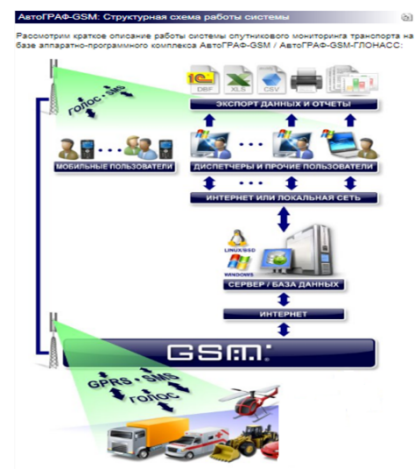 АвтоГРАФ-GSM: Структурная схема работы системы
Рассмотрим краткое описание работы системы спутникового мониторинга транспорта на
базе аппаратно-программного комплекса АвтоГРАФ-GSM / АвтоГРАФ-GSM-ГЛОНАСС:
DBF XLS CSV
ГОЛОС + SMS
ЭКСПОРТ ДАННЫХ И ОТЧЕТЫ
МОБИЛЬНЫЕ ПОЛЬЗОВАТЕЛИ
ДИСПЕТЧЕРЫ И ПРОЧИЕ ПОЛЬЗОВАТЕЛИ
ИНТЕРНЕТ ИЛИ ЛОКАЛЬНАЯ СЕТЬ
LINUX/BSD
WINDOWS
СЕРВЕР / БАЗА ДАННЫХ
ИНТЕРНЕТ
GSM
GPRS + SMS
ГОЛОС